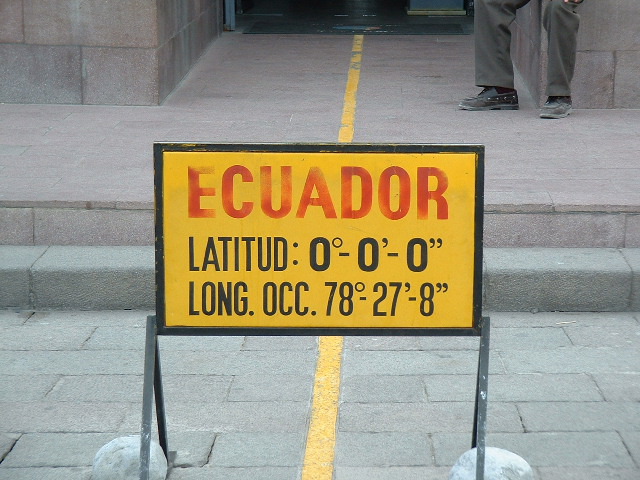 ECUADOR
LATITUD: 0°-0'-0"
LONG. OCC. 78°-27'-8"